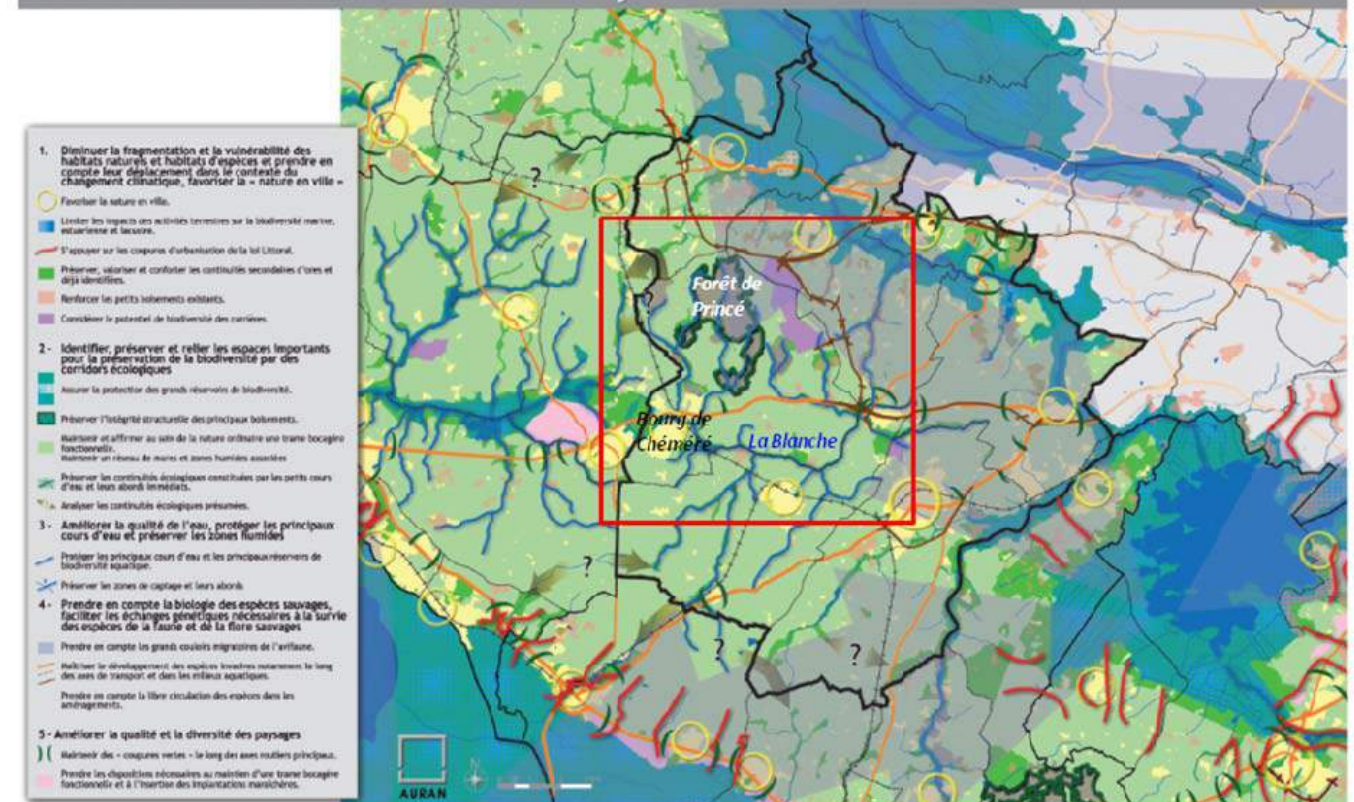 1. Diminuer la fragmentation et la vulnérabilité des
habitats naturels et habitats d'espèces et prendre en
compte leur déplacement dans le contexte du
changement climatique, favoriser la « nature en ville »
Favoriser la nature en ville.
Limiter les impacts des activités terrestres sur la biodiversité marine,
estuarienne et lacustre.
S'appuyer sur les coupures d'urbanisation de la loi Littoral.
Préserver, valoriser et conforter les continuités secondaires d'ores et
déjà identifiées.
Renforcer les petits boisements existants.
Considérer le potentiel de biodiversité des carrières.
2 - Identifier, préserver et relier les espaces importants
pour la préservation de la biodiversité par des
corridors écologiques
Assurer la protection des grands réservoirs de biodiversité.
Préserver l'intégrité structurelle des principaux boisements.
Maintenir et affirmer au sein de la nature ordinaire une trame bocagère
fonctionnelle.
Maintenir un réseau de mares et zones humides associées
Préserver les continuités écologiques constituées par les petits cours
d'eau et leurs abords immédiats.
Analyser les continuités écologiques présumées.
3 - Améliorer la qualité de l'eau, protéger les principaux
cours d'eau et préserver les zones humides
Protéger les principaux cours d'eau et les principaux réservoirs de
biodiversité aquatique.
Préserver les zones de captage et leurs abords
4 - Prendre en compte la biologie des espèces sauvages,
faciliter les échanges génétiques nécessaires à la survie
des espèces de la faune et de la flore sauvages
Prendre en compte les grands couloirs migratoires de l'avifaune.
Maîtriser le développement des espèces invasives notamment le long
des axes de transport et dans les milieux aquatiques.
Prendre en compte la libre circulation des espèces dans les
aménagements.
5 - Améliorer la qualité et la diversité des paysages
Maintenir des « coupures vertes » le long des axes routiers principaux.
Prendre les dispositions nécessaires au maintien d'une trame bocagère
fonctionnelle et à l'insertion des implantations maraîchères.
?
Forêt de
Princé
?
Bourg de
Chéméré
La Blanche
?
?
?
AURAN
N